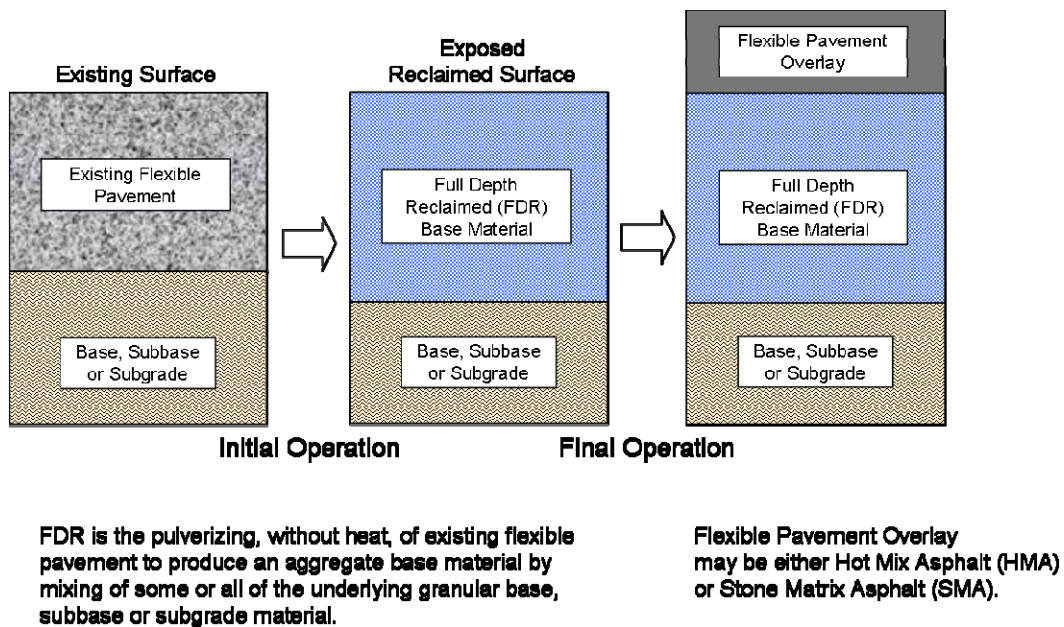 Existing Surface
Existing Flexible
Pavement
Base, Subbase
or Subgrade
Initial Operation
Exposed
Reclaimed Surface
Full Depth
Reclaimed (FDR)
Base Material
Base, Subbase
or Subgrade
Final Operation
Flexible Pavement
Overlay
Full Depth
Reclaimed (FDR)
Base Material
Base, Subbase
or Subgrade
FDR is the pulverizing, without heat, of existing flexible
pavement to produce an aggregate base material by
mixing of some or all of the underlying granular base,
subbase or subgrade material.
Flexible Pavement Overlay
may be either Hot Mix Asphalt (HMA)
or Stone Matrix Asphalt (SMA).